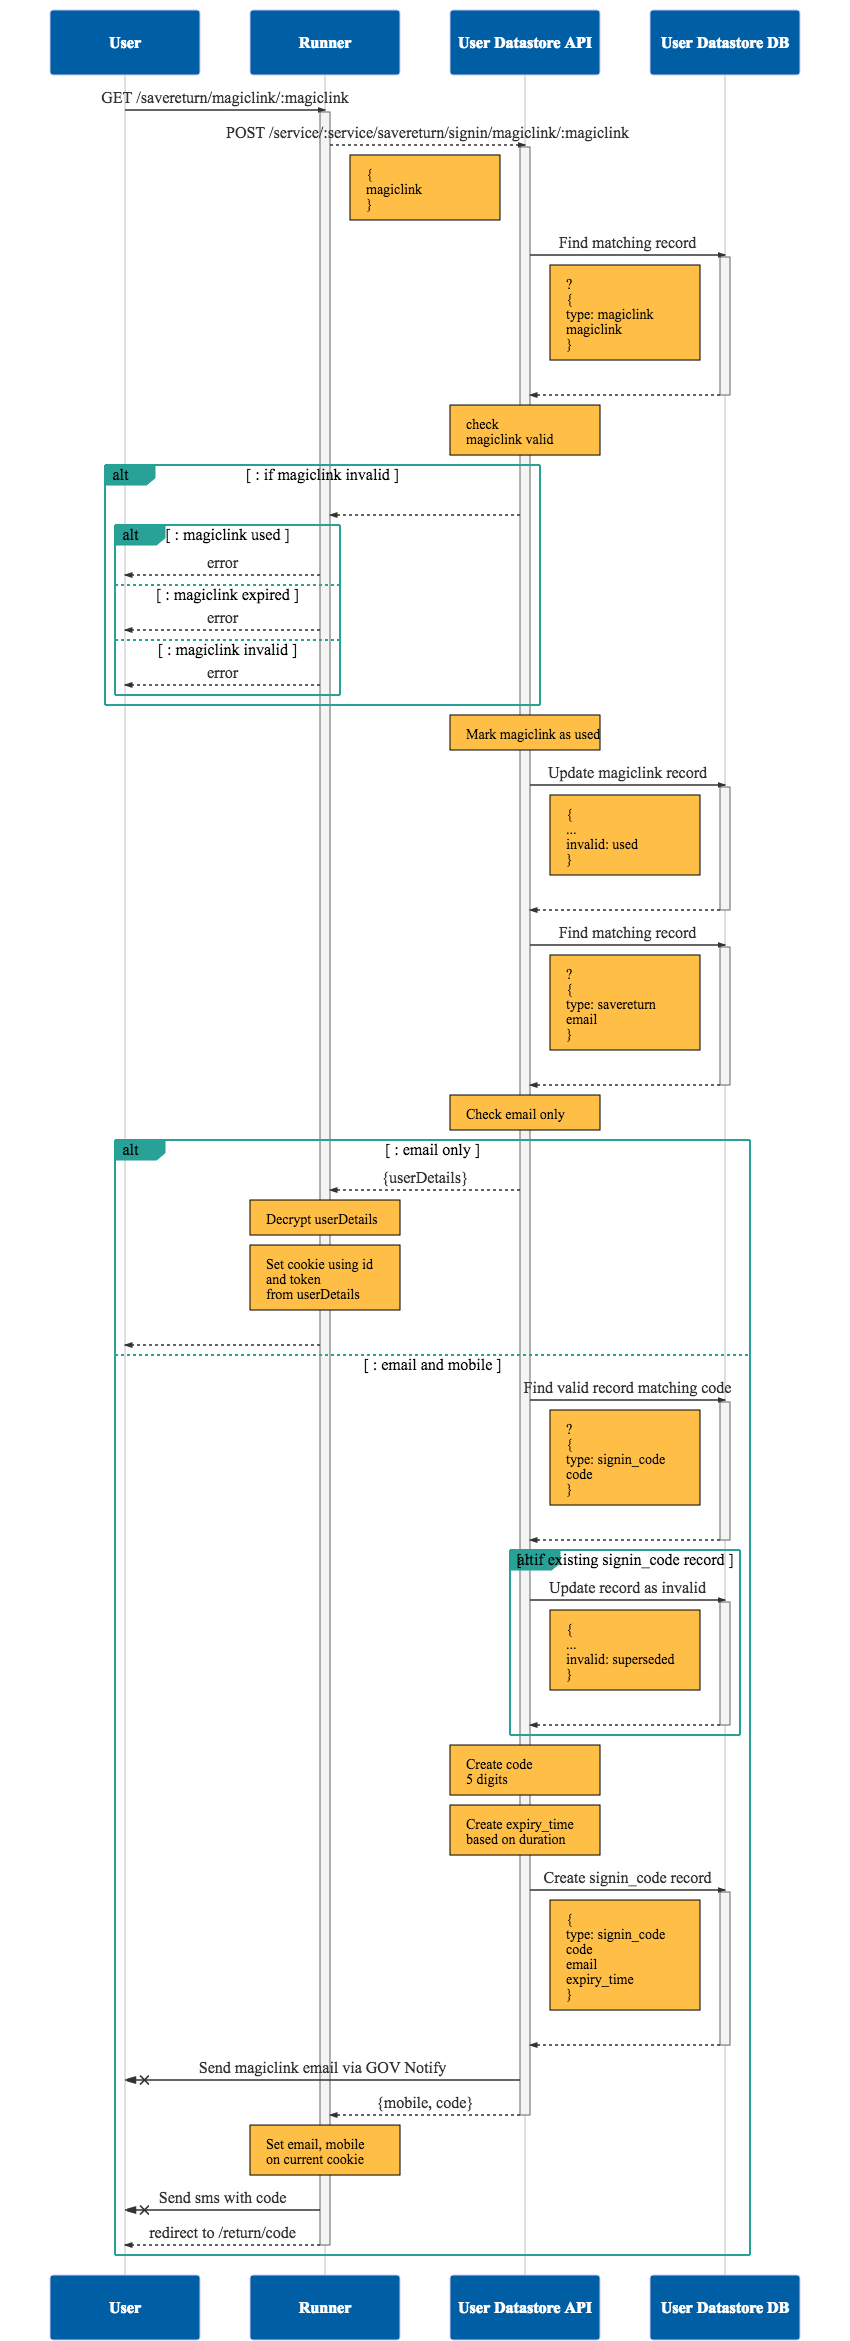 User
Runner
User Datastore API
User Datastore DB
GET /savereturn/magiclink/:magiclink
POST /service/:service/savereturn/signin/magiclink/:magiclink
{
magiclink
}
Find matching record
?
{
type: magiclink
magiclink
}
check
magiclink valid
alt
[ : if magiclink invalid ]
alt
[ : magiclink used ]
error
[ : magiclink expired ]
error
[ : magiclink invalid ]
error
Mark magiclink as used
Update magiclink record
{
...
invalid: used
}
Find matching record
?
{
type: savereturn
email
}
Check email only
alt
[ : email only ]
{userDetails}
Decrypt userDetails
Set cookie using id
and token
from userDetails
[ : email and mobile ]
Find valid record matching code
?
{
type: signin_code
code
}
alt
[ if existing signin_code record ]
Update record as invalid
{
...
invalid: superseded
}
Create code
5 digits
Create expiry_time
based on duration
Create signin_code record
{
type: signin_code
code
email
expiry_time
}
Send magiclink email via GOV Notify
{mobile, code}
Set email, mobile
on current cookie
Send sms with code
redirect to /return/code
User
Runner
User Datastore API
User Datastore DB